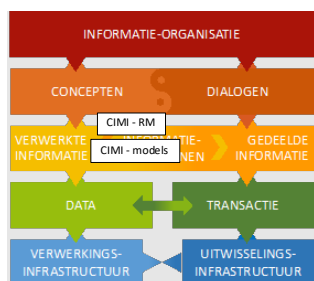 INFORMATIE-ORGANISATIE
CONCEPTEN
DIALOGEN
CIMI - RM
VERWERKTE
INFORMATIE
CIMI - models
GEDEELDE
INFORMATIE
DATA
TRANSACTIE
VERWERKINGS-
INFRASTRUCTUUR
UITWISSELINGS-
INFRASTRUCTUUR